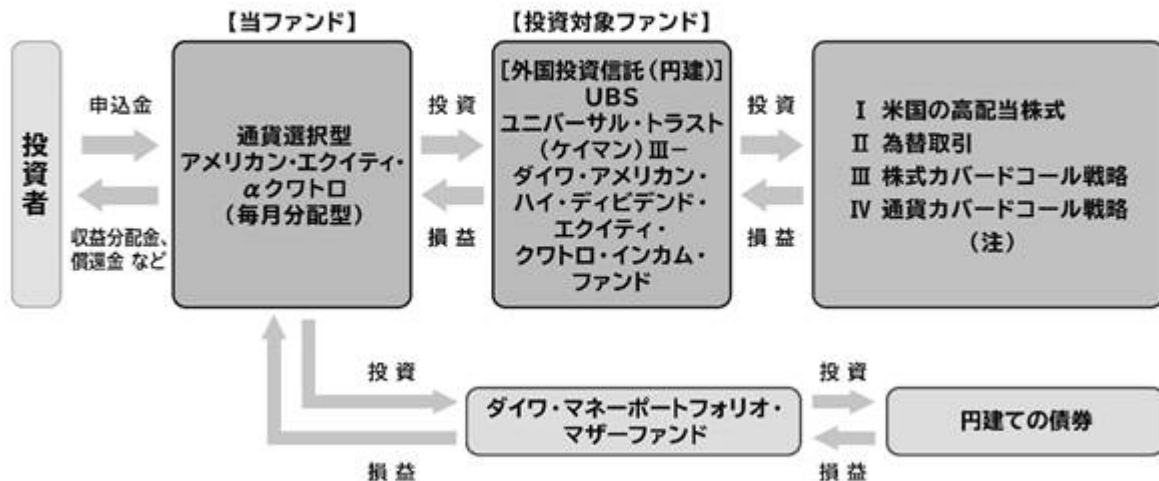 【当ファンド】
【投資対象ファンド】
投資者
申込金
収益分配金、
償還金 など
通貨選択型
アメリカン・エクイティ・
αクワトロ
(毎月分配型)
投資
損益
[外国投資信託(円建)]
UBS
ユニバーサル・トラスト
(ケイマン)Ⅲ-
ダイワ・アメリカン・
ハイ・ディビデンド・
エクイティ・
クワトロ・インカム・
ファンド
投資
損益
Ⅰ 米国の高配当株式
Ⅱ 為替取引
Ⅲ 株式カバードコール戦略
Ⅳ 通貨カバードコール戦略
(注)
投資
損益
ダイワ・マネーポートフォリオ・
マザーファンド
投資
損益
円建ての債券